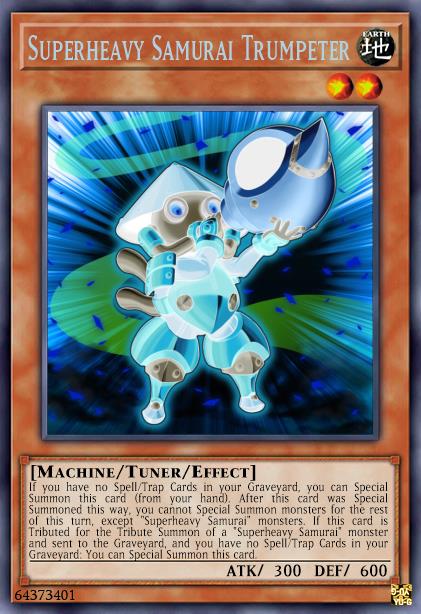 SUPERHEAVY SAMURAI TRUMPETER
EARTH
地
[MACHINE/TUNER/EFFECT]
If you have no Spell/Trap Cards in your Graveyard, you can Special
Summon this card (from your hand). After this card was Special
Summoned this way, you cannot Special Summon monsters for the rest
of this turn, except "Superheavy Samurai" monsters. If this card is
Tributed for the Tribute Summon of a "Superheavy Samurai" monster
and sent to the Graveyard, and you have no Spell/Trap Cards in your
Graveyard: You can Special Summon this card.
ATK/ 300 DEF/ 600
64373401